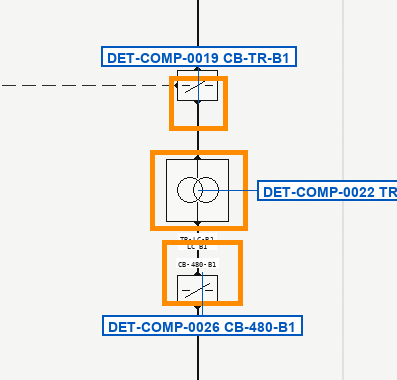 DET-COMP-0019 CB-TR-B1
DET-COMP-0022 TR
CB-480-B1
DET-COMP-0026 CB-480-B1